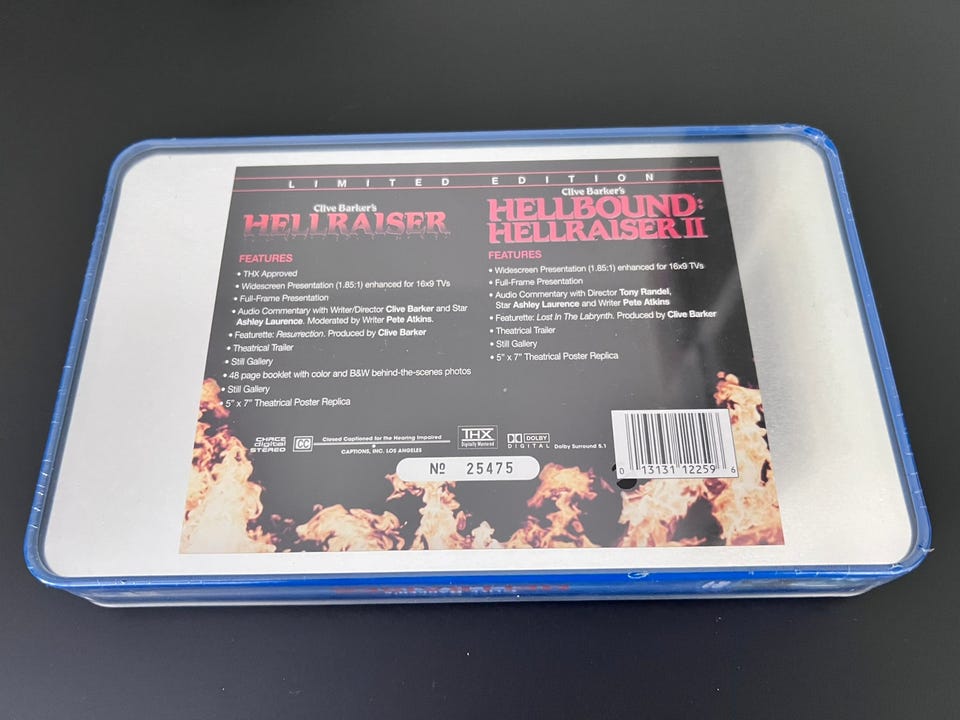 LIMITED EDITION
Clive Barker's
HELLRAISER
FEATURES
• THX Approved
• Widescreen Presentation (1.85:1) enhanced for 16x9 TVs
• Full-Frame Presentation
• Audio Commentary with Writer/Director Clive Barker and Star
Ashley Laurence. Moderated by Writer Pete Atkins.
• Featurette: Resurrection. Produced by Clive Barker
• Theatrical Trailer
• Still Gallery
• 48 page booklet with color and B&W behind-the-scenes photos
• Still Gallery
• 5" x 7" Theatrical Poster Replica
Clive Barker's
HELLBOUND:
HELLRAISER II
FEATURES
• Widescreen Presentation (1.85:1) enhanced for 16x9 TVs
• Full-Frame Presentation
• Audio Commentary with Director Tony Randel,
Star Ashley Laurence and Writer Pete Atkins
• Featurette: Lost In The Labrynth. Produced by Clive Barker
• Theatrical Trailer
• Still Gallery
• 5" x 7" Theatrical Poster Replica
CHACE
digital
STEREO
CC
Closed Captioned for the Hearing Impaired
CAPTIONS, INC. LOS ANGELES
THX
Digitally Mastered
DOLBY
DIGITAL
Dolby Surround 5.1
Nº 25475
0 13131 12259 6